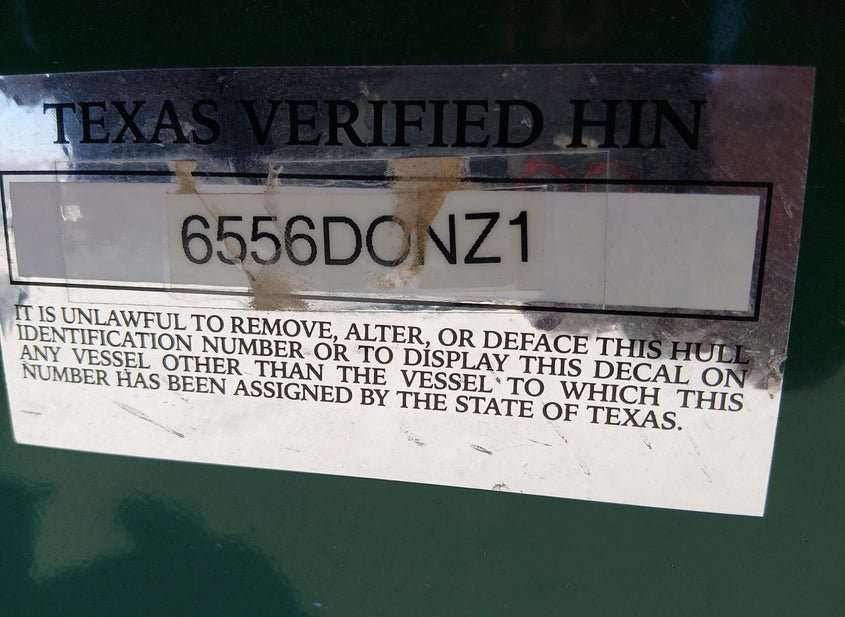 TEXAS VERIFIED HIN
6556DONZ1
IT IS UNLAWFUL TO REMOVE, ALTER, OR DEFACE THIS HULL
IDENTIFICATION NUMBER OR TO DISPLAY THIS DECAL ON
ANY VESSEL OTHER THAN THE VESSEL TO WHICH THIS
NUMBER HAS BEEN ASSIGNED BY THE STATE OF TEXAS.